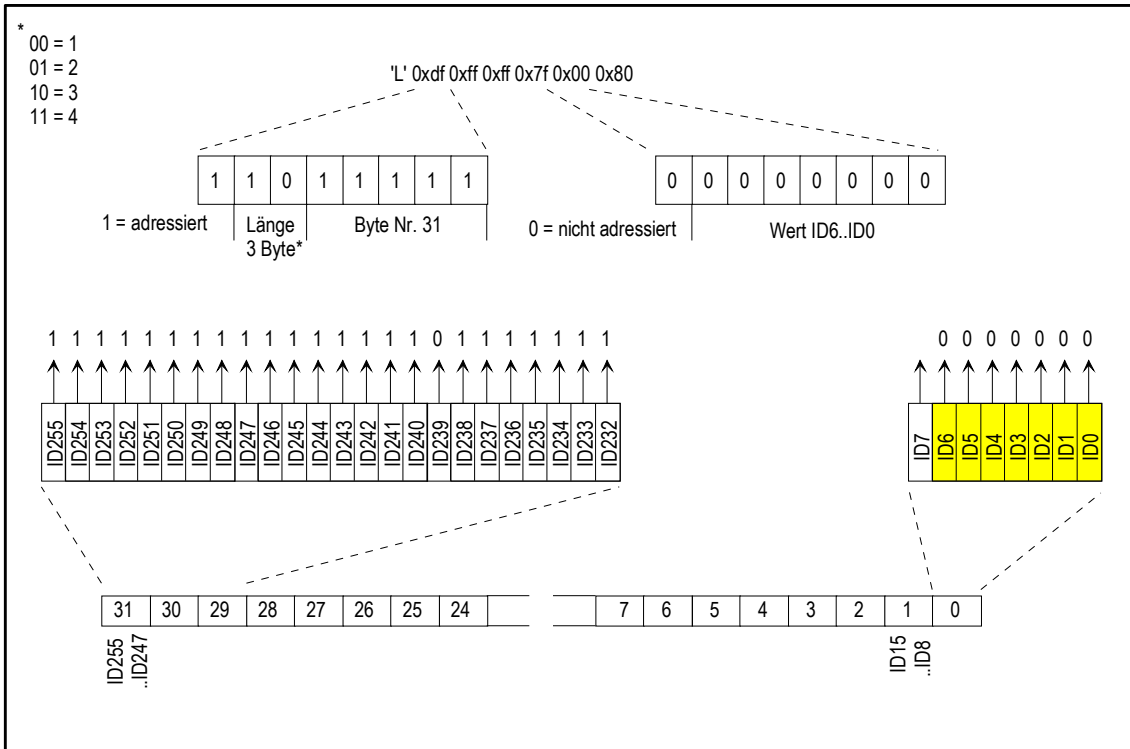 *
00 = 1
01 = 2
10 = 3
11 = 4
'L' 0xdf 0xff 0xff 0x7f 0x00 0x80
1 1 0 1 1 1 1 1
0 0 0 0 0 0 0 0
1 = adressiert
Länge
3 Byte*
Byte Nr. 31
0 = nicht adressiert
Wert ID6..ID0
1 1 1 1 1 1 1 1 1 1 1 1 1 1 1 1 0 1 1 1 1 1 1 1
0 0 0 0 0 0 0
ID255 ID254 ID253 ID252 ID251 ID250 ID249 ID248 ID247 ID246 ID245 ID244 ID243 ID242 ID241 ID240 ID239 ID238 ID237 ID236 ID235 ID234 ID233 ID232
ID7 ID6 ID5 ID4 ID3 ID2 ID1 ID0
31 30 29 28 27 26 25 24
7 6 5 4 3 2 1 0
ID255
..ID247
ID15
..ID8